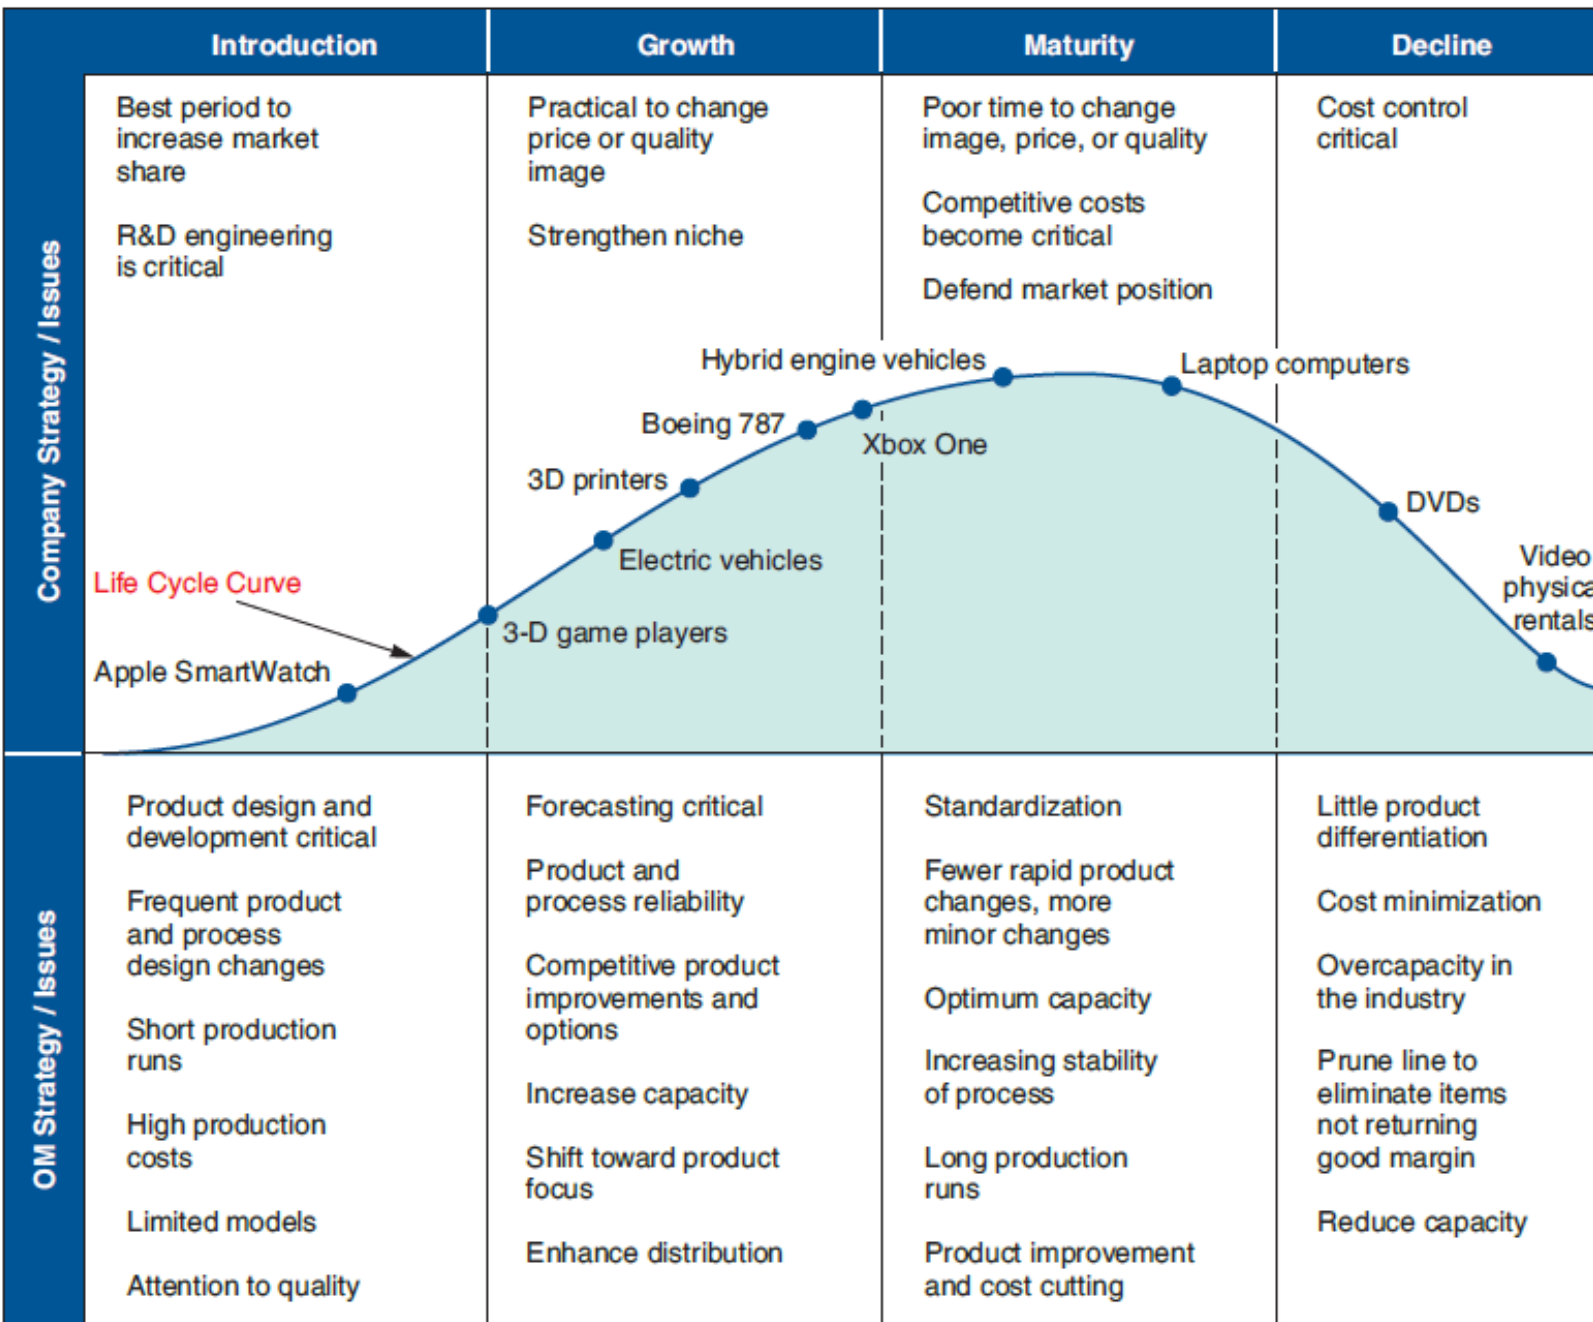 Introduction
Growth
Maturity
Decline
Company Strategy / Issues
Best period to
increase market
share
R&D engineering
is critical
Practical to change
price or quality
image
Strengthen niche
Poor time to change
image, price, or quality
Competitive costs
become critical
Defend market position
Cost control
critical
Hybrid engine vehicles
Laptop computers
Boeing 787
Xbox One
3D printers
DVDs
Electric vehicles
Video
physica
rentals
Life Cycle Curve
3-D game players
Apple SmartWatch
OM Strategy / Issues
Product design and
development critical
Frequent product
and process
design changes
Short production
runs
High production
costs
Limited models
Attention to quality
Forecasting critical
Product and
process reliability
Competitive product
improvements and
options
Increase capacity
Shift toward product
focus
Enhance distribution
Standardization
Fewer rapid product
changes, more
minor changes
Optimum capacity
Increasing stability
of process
Long production
runs
Product improvement
and cost cutting
Little product
differentiation
Cost minimization
Overcapacity in
the industry
Prune line to
eliminate items
not returning
good margin
Reduce capacity